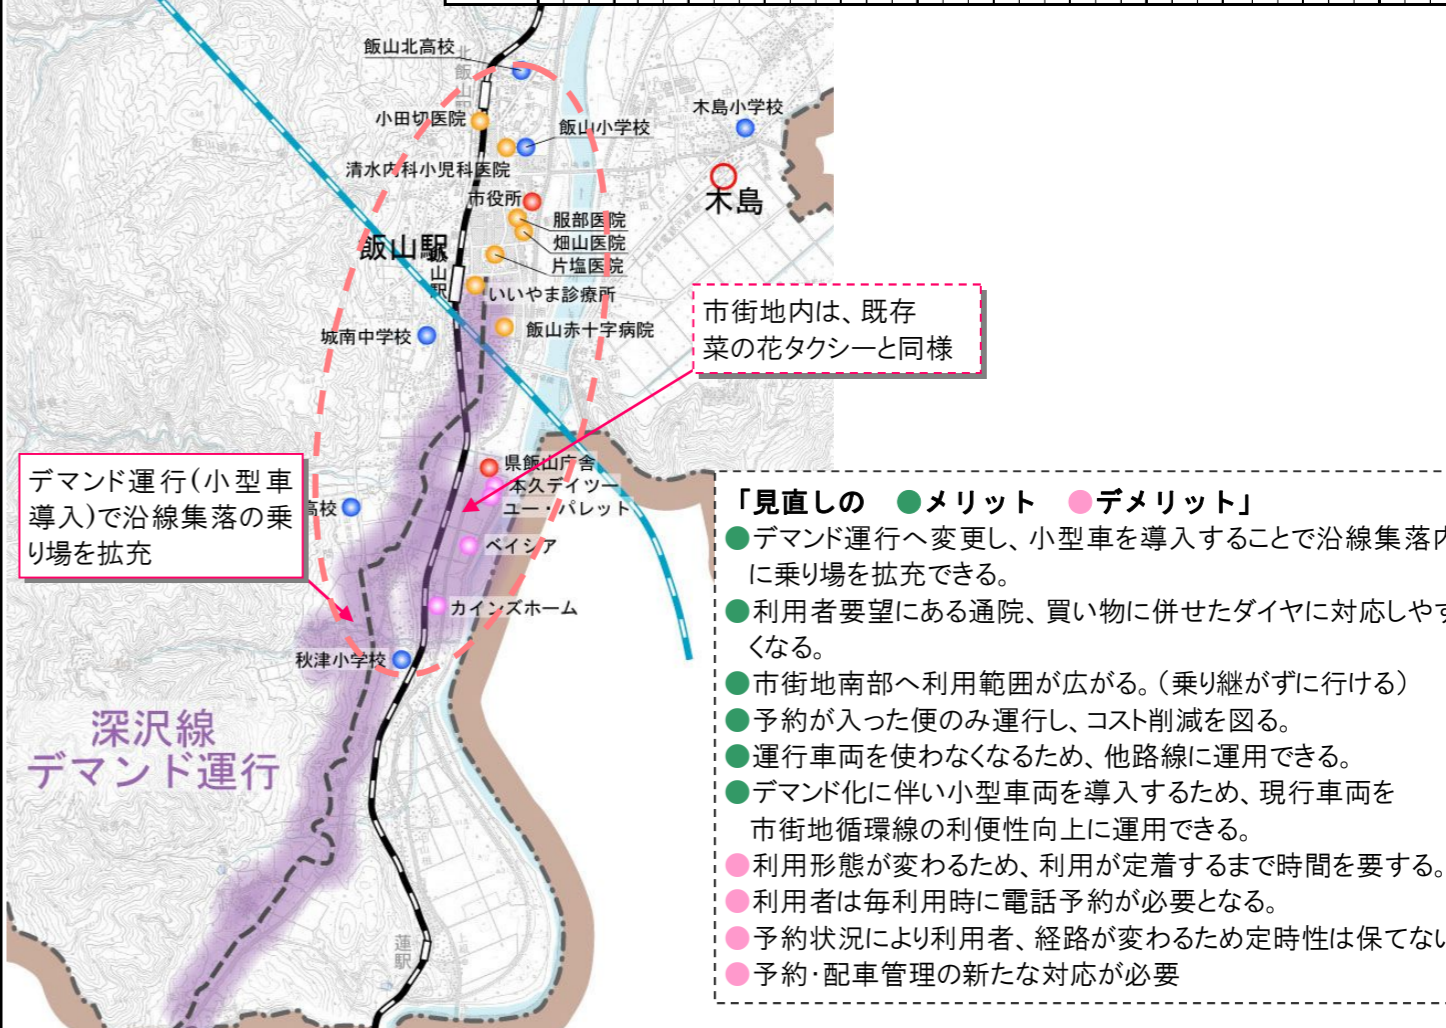 飯山北高校
北飯山駅
小田切医院
飯山小学校
清水内科小児科医院
木島小学校
木島
市役所
服部医院
畑山医院
片塩医院
飯山駅
飯山駅
いいやま診療所
城南中学校
飯山赤十字病院
市街地内は、既存
菜の花タクシーと同様
デマンド運行(小型車
導入)で沿線集落の乗
り場を拡充
高校
県飯山庁舎
本久デイツー
ユー・パレット
ベイシア
カインズホーム
秋津小学校
深沢線
デマンド運行
蓮駅
「見直しの ●メリット ●デメリット」
●デマンド運行へ変更し、小型車を導入することで沿線集落内
に乗り場を拡充できる。
●利用者要望にある通院、買い物に併せたダイヤに対応しやす
くなる。
●市街地南部へ利用範囲が広がる。（乗り継がずに行ける）
●予約が入った便のみ運行し、コスト削減を図る。
●運行車両を使わなくなるため、他路線に運用できる。
●デマンド化に伴い小型車両を導入するため、現行車両を
市街地循環線の利便性向上に運用できる。
●利用形態が変わるため、利用が定着するまで時間を要する。
●利用者は毎利用時に電話予約が必要となる。
●予約状況により利用者、経路が変わるため定時性は保てない
●予約・配車管理の新たな対応が必要